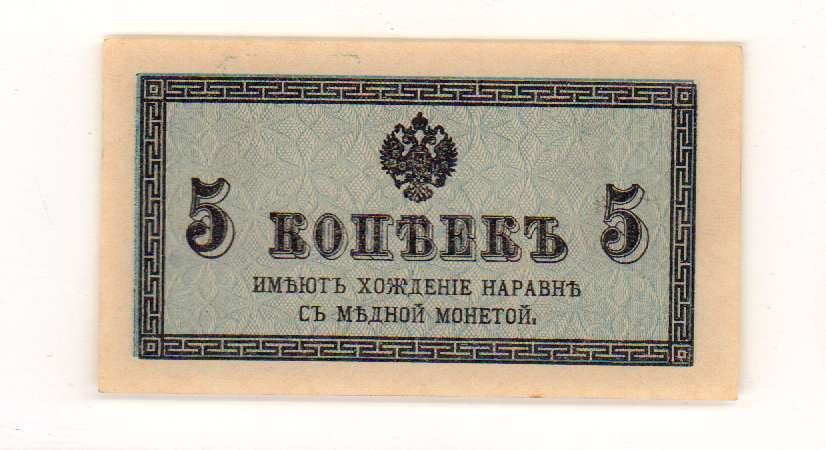 5 КОПѢЕКЪ 5
ИМѢЮТЪ ХОЖДЕНІЕ НАРАВНѢ
СЪ МѢДНОЙ МОНЕТОЙ.